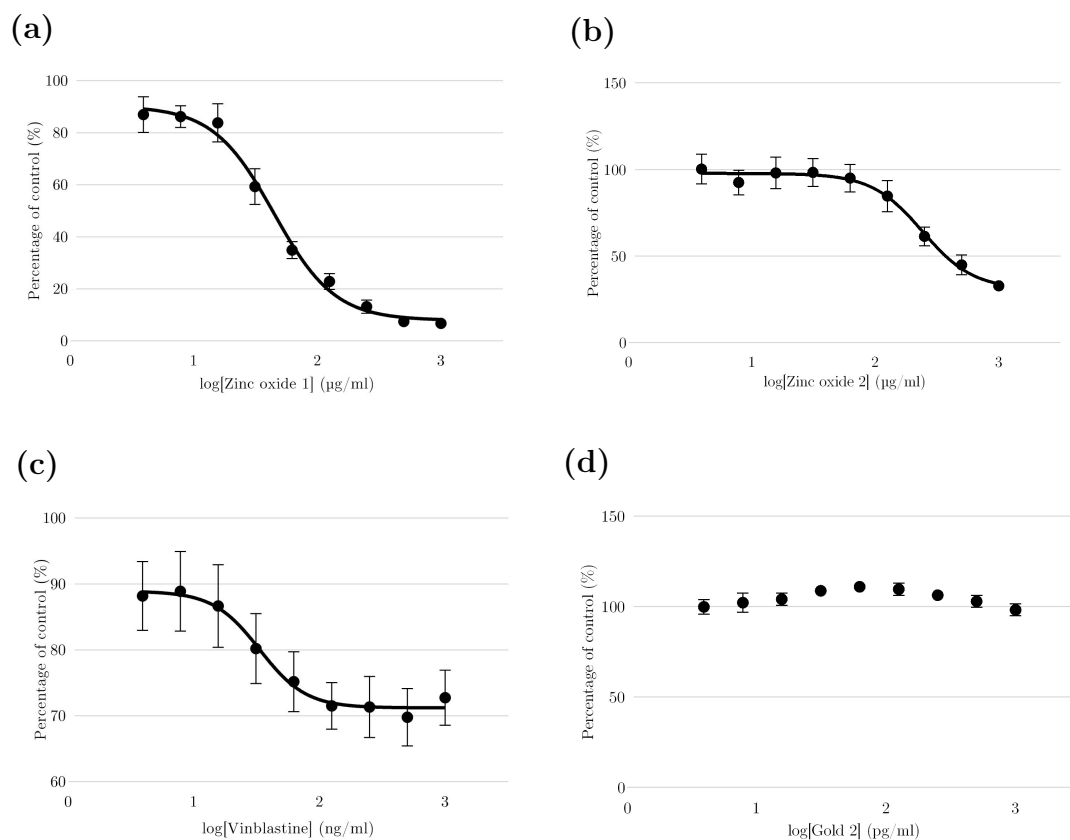 (a)
Percentage of control (%)
100
80
60
40
20
0
0 1 2 3
log[Zinc oxide 1] (µg/ml)
(b)
Percentage of control (%)
150
100
50
0
0 1 2 3
log[Zinc oxide 2] (µg/ml)
(c)
Percentage of control (%)
100
90
80
70
60
0 1 2 3
log[Vinblastine] (ng/ml)
(d)
Percentage of control (%)
150
100
50
0
0 1 2 3
log[Gold 2] (pg/ml)